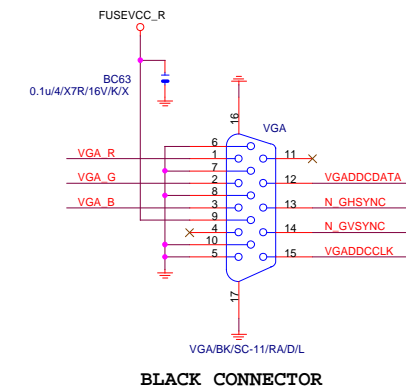 FUSEVCC_R
BC63
0.1u/4/X7R/16V/K/X
16
VGA
6
VGA_R 1 11
7
VGA_G 2 12 VGADDCDATA
8
VGA_B 3 13 N_GHSYNC
9
4 14 N_GVSYNC
10
5 15 VGADDCCLK
17
VGA/BK/SC-11/RA/D/L
BLACK CONNECTOR